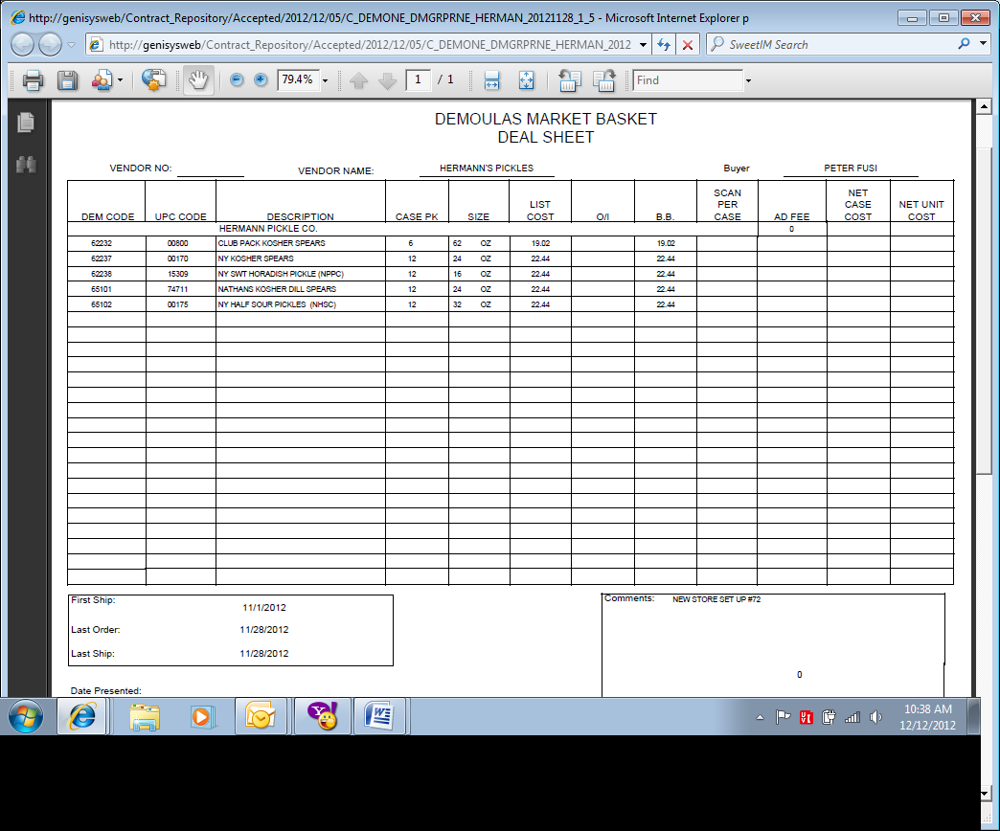 http://genisysweb/Contract_Repository/Accepted/2012/12/05/C_DEMONE_DMGRPRNE_HERMAN_20121128_1_5 - Microsoft Internet Explorer p
http://genisysweb/Contract_Repository/Accepted/2012/12/05/C_DEMONE_DMGRPRNE_HERMAN_2012 SweetIM Search
79.4% 1 / 1 Find
DEMOULAS MARKET BASKET
DEAL SHEET
VENDOR NO: VENDOR NAME: HERMANN'S PICKLES Buyer PETER FUSI
DEM CODE UPC CODE DESCRIPTION CASE PK SIZE LIST COST O/I B.B. SCAN PER CASE AD FEE NET CASE COST NET UNIT COST
HERMANN PICKLE CO. 0
62232 00800 CLUB PACK KOSHER SPEARS 6 62 OZ 19.02 19.02
62237 00170 NY KOSHER SPEARS 12 24 OZ 22.44 22.44
62238 15309 NY SWT HORADISH PICKLE (NPPC) 12 16 OZ 22.44 22.44
65101 74711 NATHANS KOSHER DILL SPEARS 12 24 OZ 22.44 22.44
65102 00175 NY HALF SOUR PICKLES (NHSC) 12 32 OZ 22.44 22.44
First Ship: 11/1/2012
Last Order: 11/28/2012
Last Ship: 11/28/2012
Comments: NEW STORE SET UP #72
0
Date Presented:
10:38 AM
12/12/2012